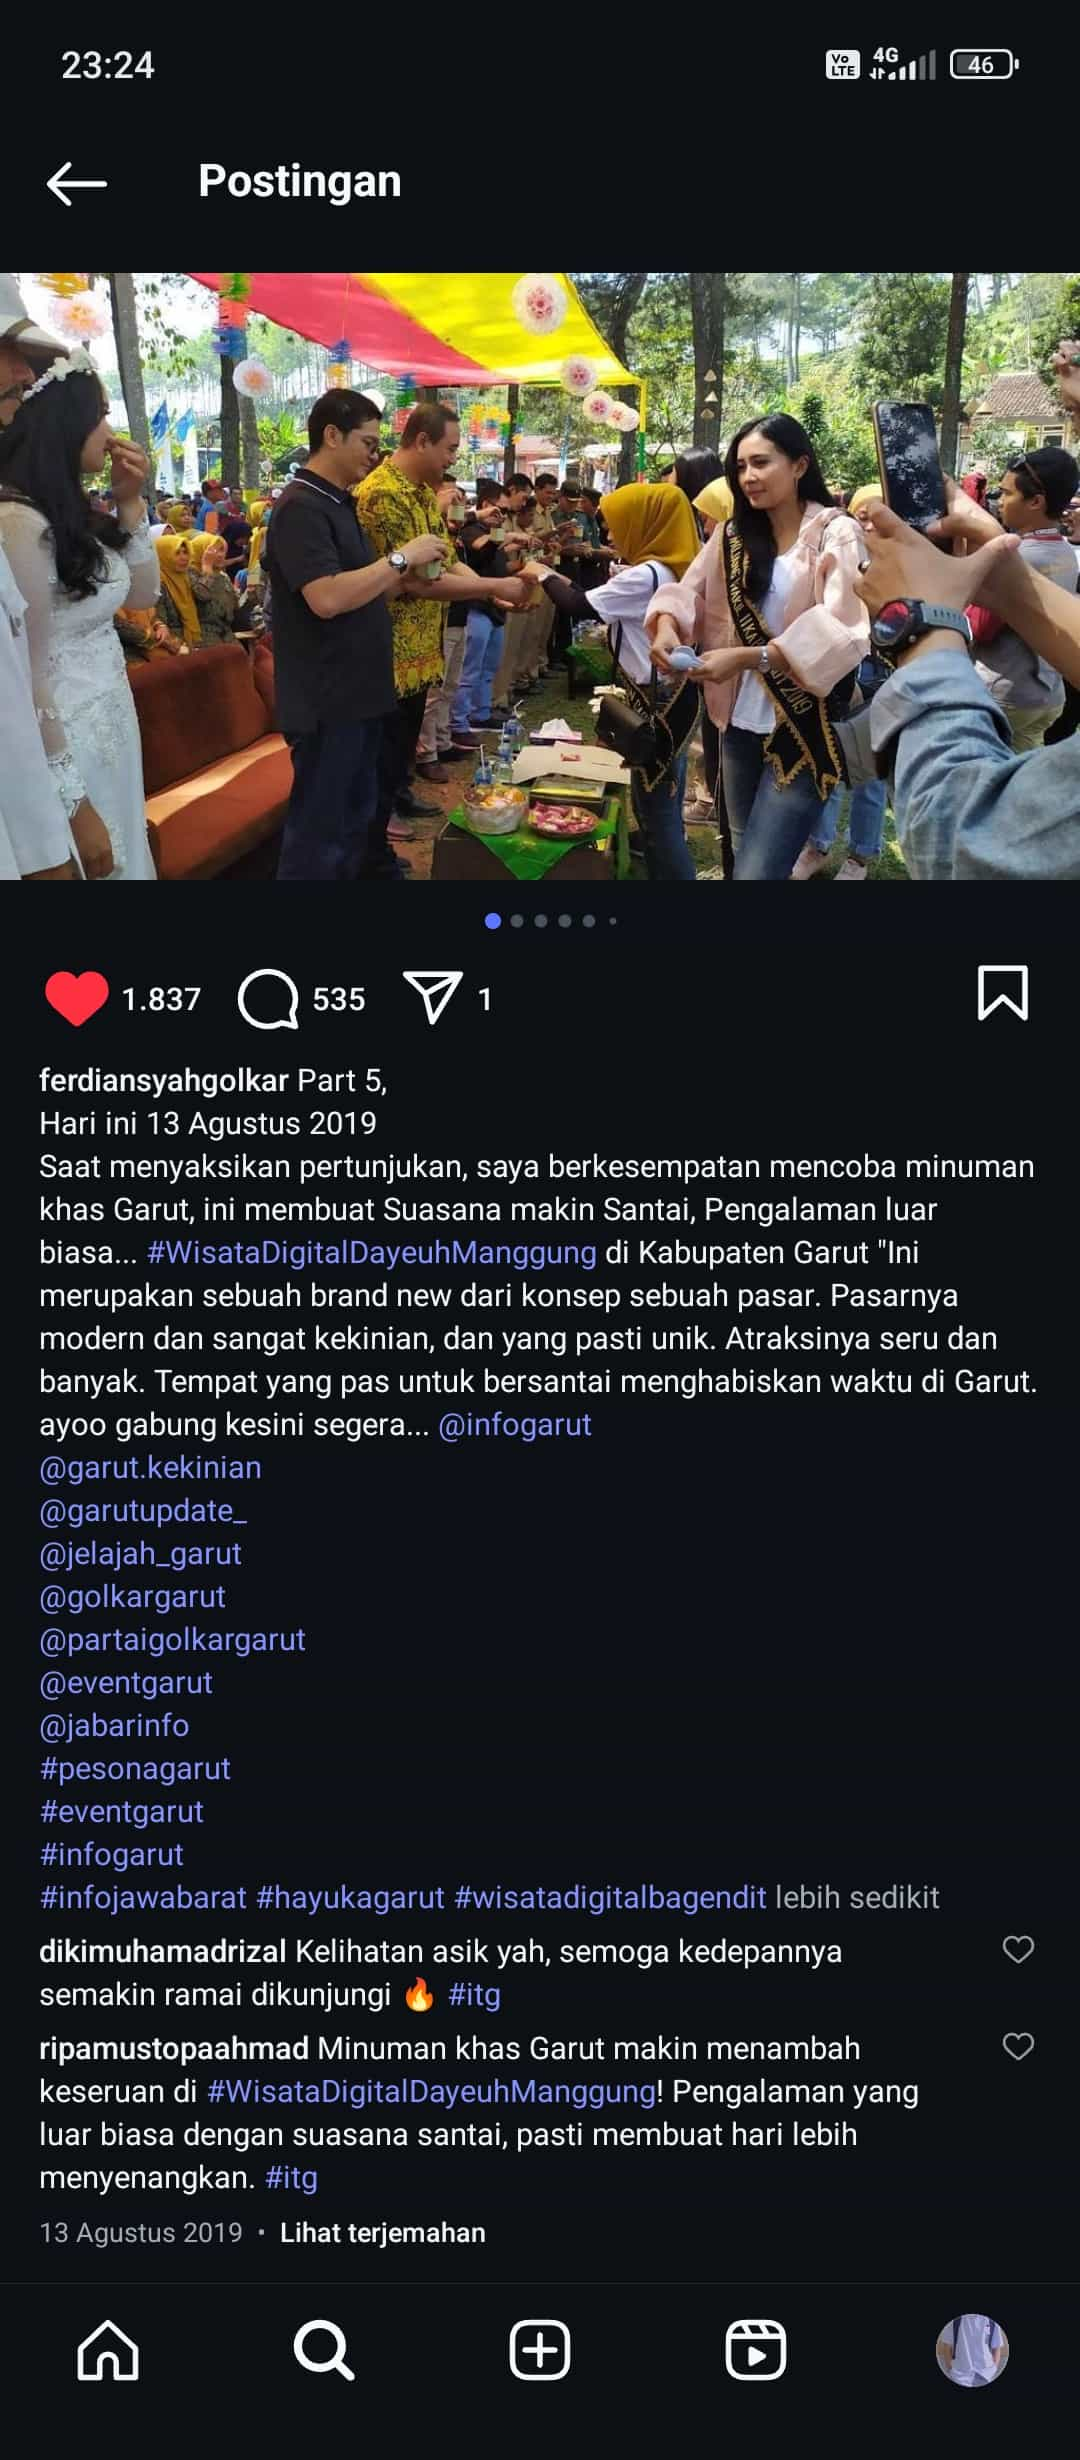 23:24
Vo LTE 4G 46
Postingan
1.837 535 1
ferdiansyahgolkar Part 5,
Hari ini 13 Agustus 2019
Saat menyaksikan pertunjukan, saya berkesempatan mencoba minuman
khas Garut, ini membuat Suasana makin Santai, Pengalaman luar
biasa... #WisataDigitalDayeuhManggung di Kabupaten Garut "Ini
merupakan sebuah brand new dari konsep sebuah pasar. Pasarnya
modern dan sangat kekinian, dan yang pasti unik. Atraksinya seru dan
banyak. Tempat yang pas untuk bersantai menghabiskan waktu di Garut.
ayoo gabung kesini segera... @infogarut
@garut.kekinian
@garutupdate_
@jelajah_garut
@golkargarut
@partaigolkargarut
@eventgarut
@jabarinfo
#pesonagarut
#eventgarut
#infogarut
#infojawabarat #hayukagarut #wisatadigitalbagendit lebih sedikit
dikimuhamadrizal Kelihatan asik yah, semoga kedepannya
semakin ramai dikunjungi 🔥 #itg
ripamustopaahmad Minuman khas Garut makin menambah
keseruan di #WisataDigitalDayeuhManggung! Pengalaman yang
luar biasa dengan suasana santai, pasti membuat hari lebih
menyenangkan. #itg
13 Agustus 2019 • Lihat terjemahan